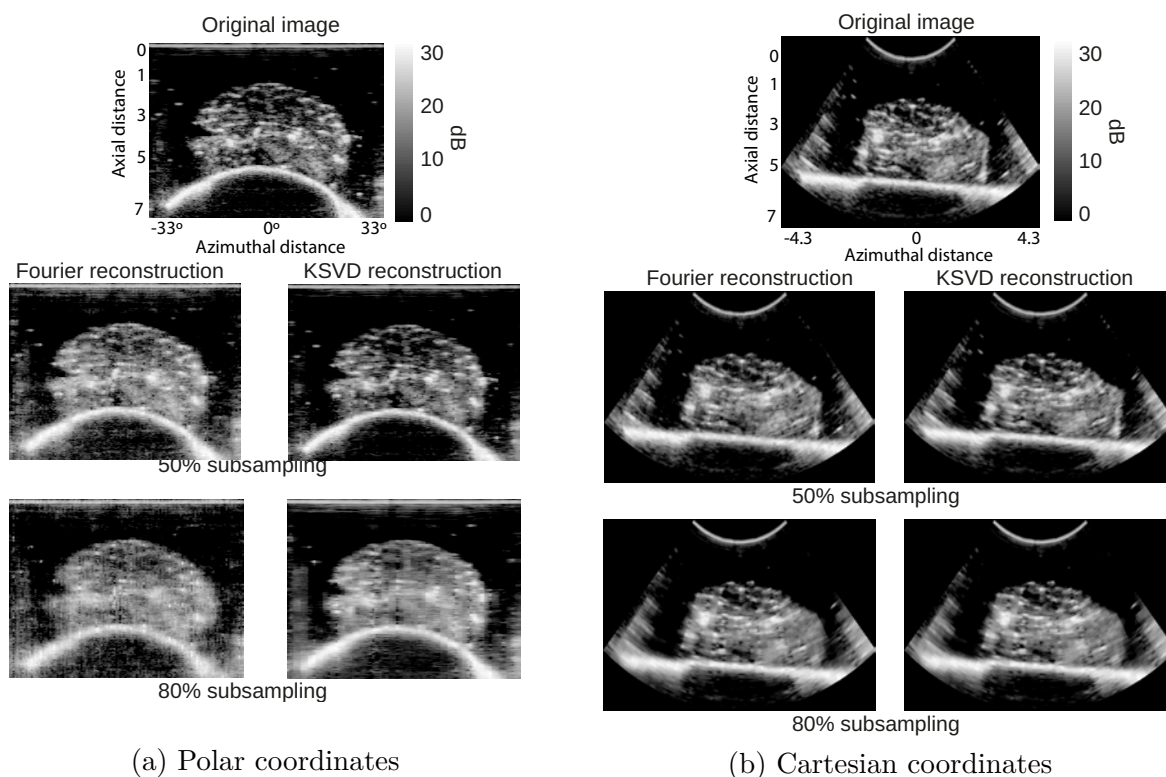 Original image
0
1
3
5
7
Axial distance
-33º 0º 33º
Azimuthal distance
30
20
10
0
dB
Fourier reconstruction KSVD reconstruction
50% subsampling
80% subsampling
(a) Polar coordinates
Original image
0
1
3
5
7
Axial distance
-4.3 0 4.3
Azimuthal distance
30
20
10
0
dB
Fourier reconstruction KSVD reconstruction
50% subsampling
80% subsampling
(b) Cartesian coordinates